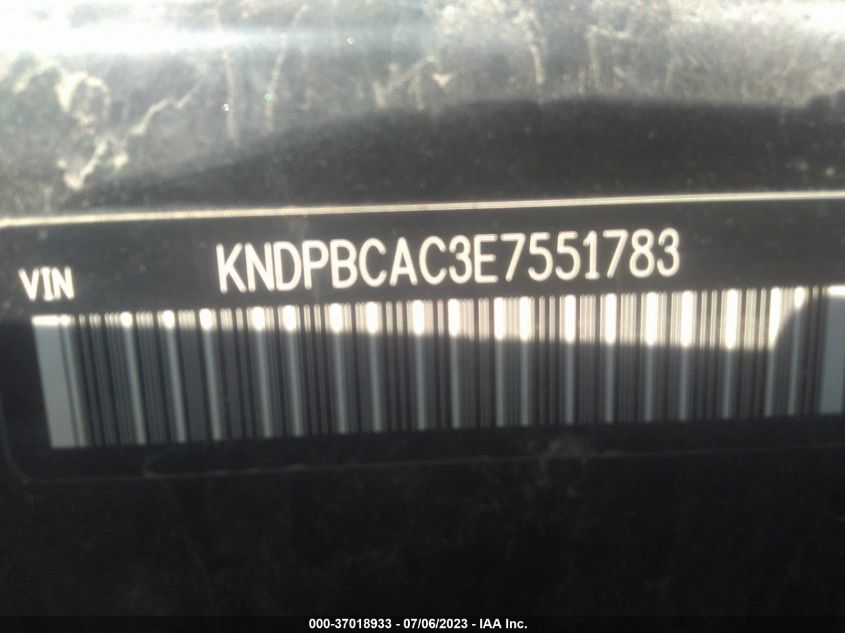 VIN KNDPBCAC3E7551783
000-37018933 - 07/06/2023 - IAA Inc.